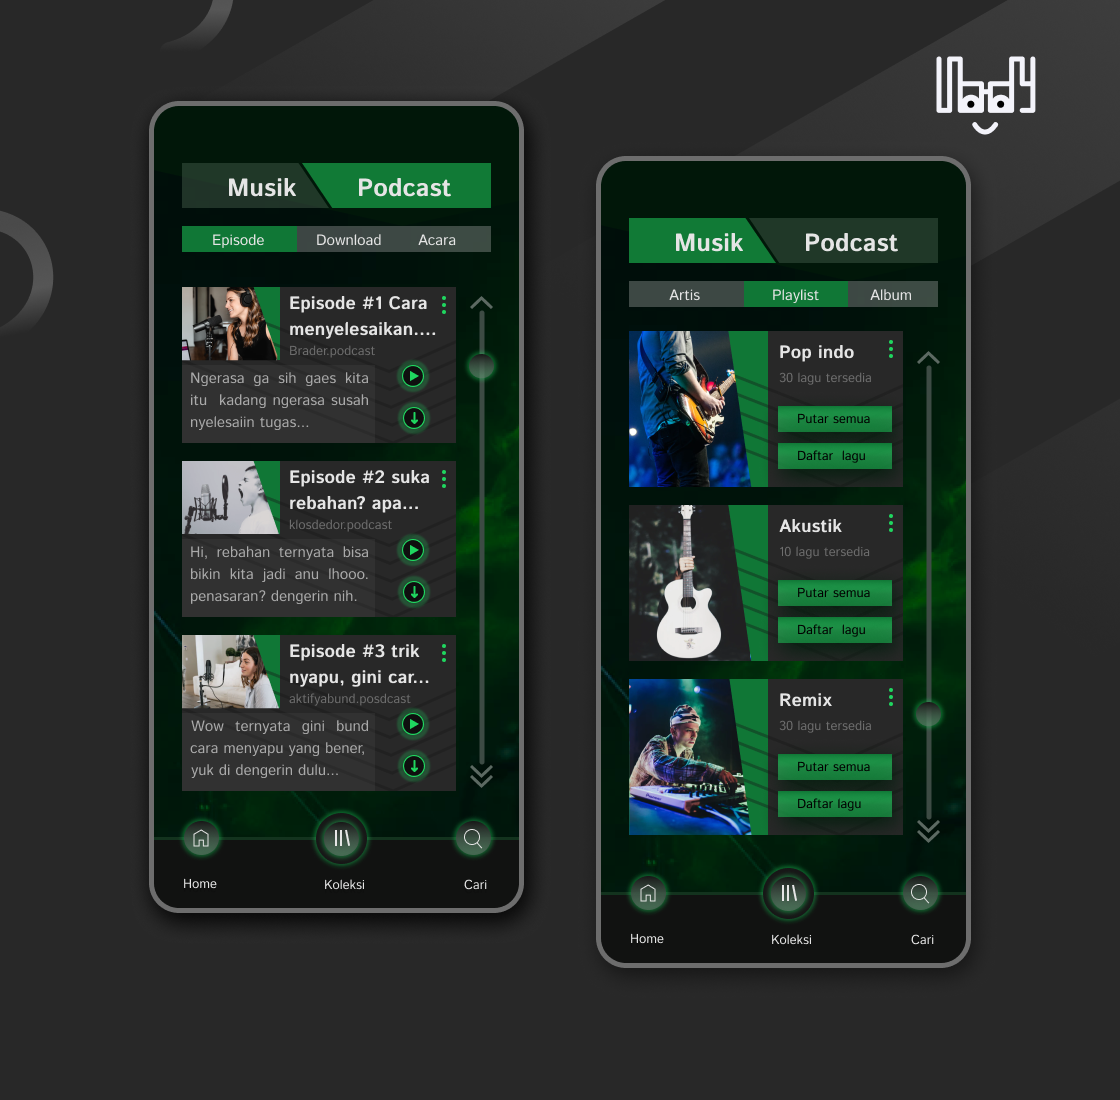 Musik Podcast
Episode Download Acara
Episode #1 Cara
menyelesaikan....
Brader.podcast
Ngerasa ga sih gaes kita
itu kadang ngerasa susah
nyelesaiin tugas...
Episode #2 suka
rebahan? apa...
klosdedor.podcast
Hi, rebahan ternyata bisa
bikin kita jadi anu lhooo.
penasaran? dengerin nih.
Episode #3 trik
nyapu, gini car...
aktifyabund.posdcast
Wow ternyata gini bund
cara menyapu yang bener,
yuk di dengerin dulu...
Home Koleksi Cari
Musik Podcast
Artis Playlist Album
Pop indo
30 lagu tersedia
Putar semua
Daftar lagu
Akustik
10 lagu tersedia
Putar semua
Daftar lagu
Remix
30 lagu tersedia
Putar semua
Daftar lagu
Home Koleksi Cari